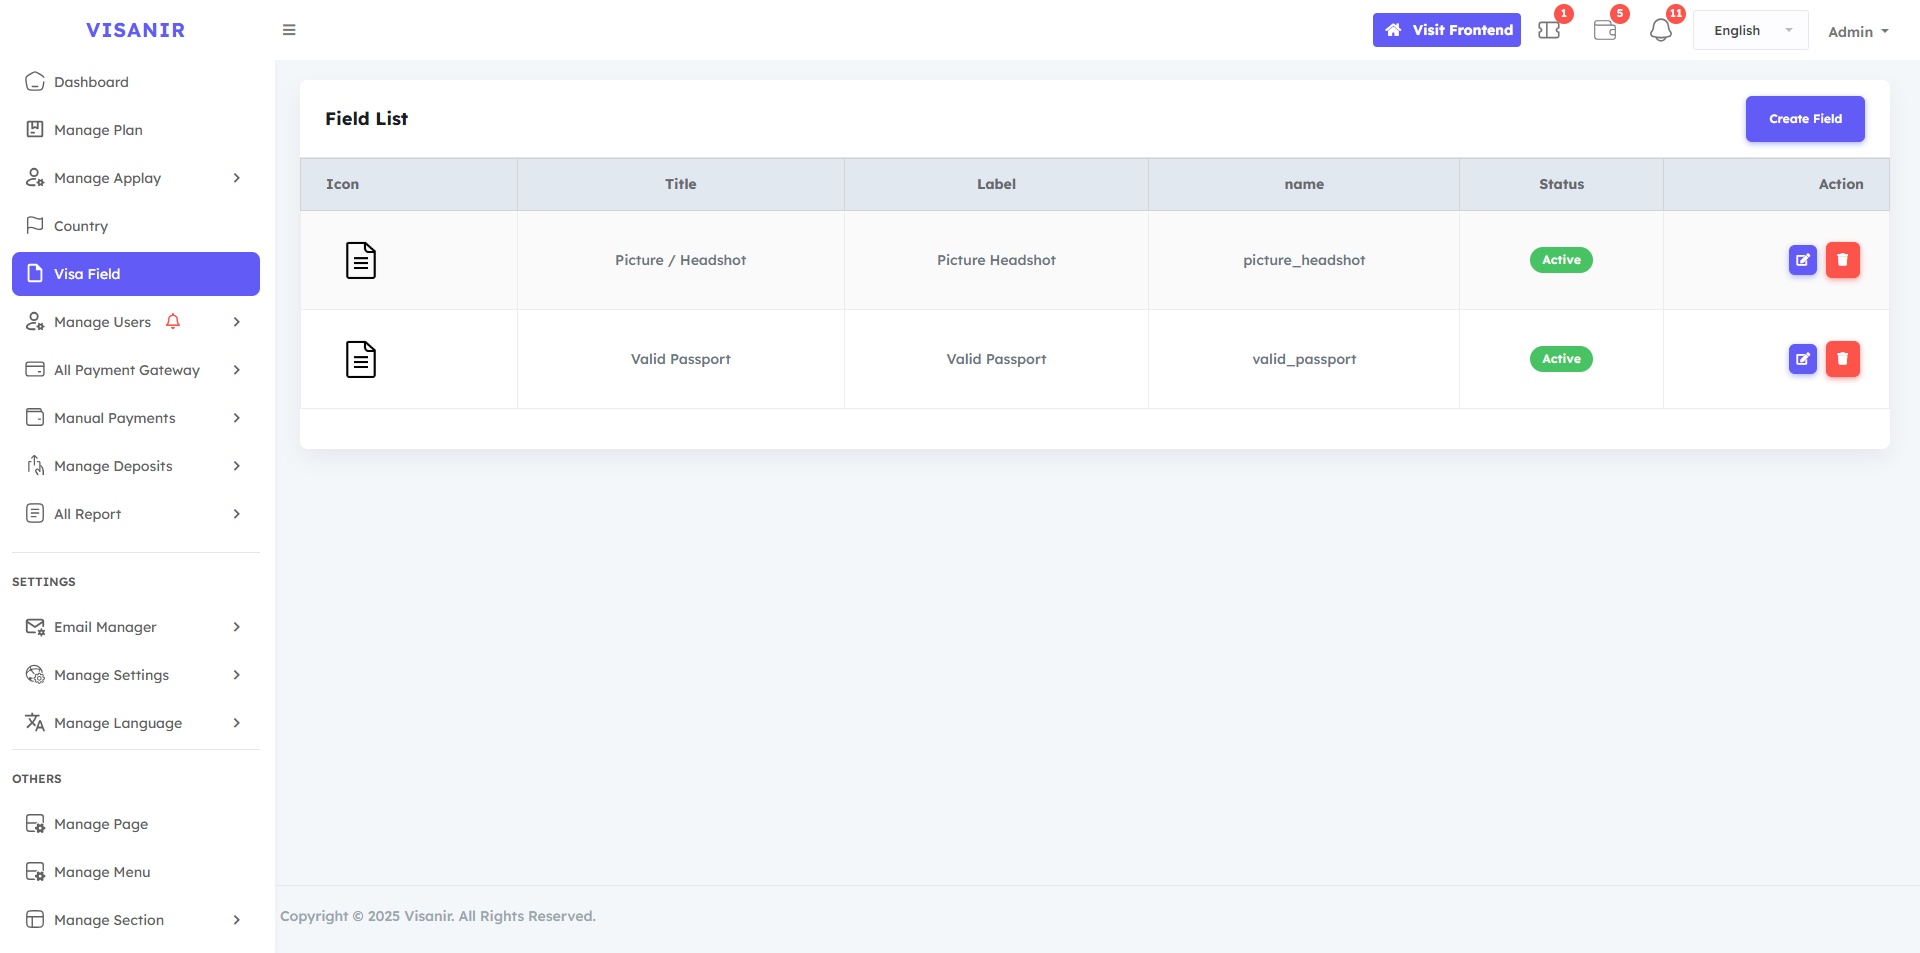 VISANIR
Visit Frontend
1
5
11
English
Admin
Dashboard
Manage Plan
Manage Applay
Country
Visa Field
Manage Users
All Payment Gateway
Manual Payments
Manage Deposits
All Report
SETTINGS
Email Manager
Manage Settings
Manage Language
OTHERS
Manage Page
Manage Menu
Manage Section
Field List
Create Field
Icon Title Label name Status Action
Picture / Headshot Picture Headshot picture_headshot Active
Valid Passport Valid Passport valid_passport Active
Copyright © 2025 Visanir. All Rights Reserved.